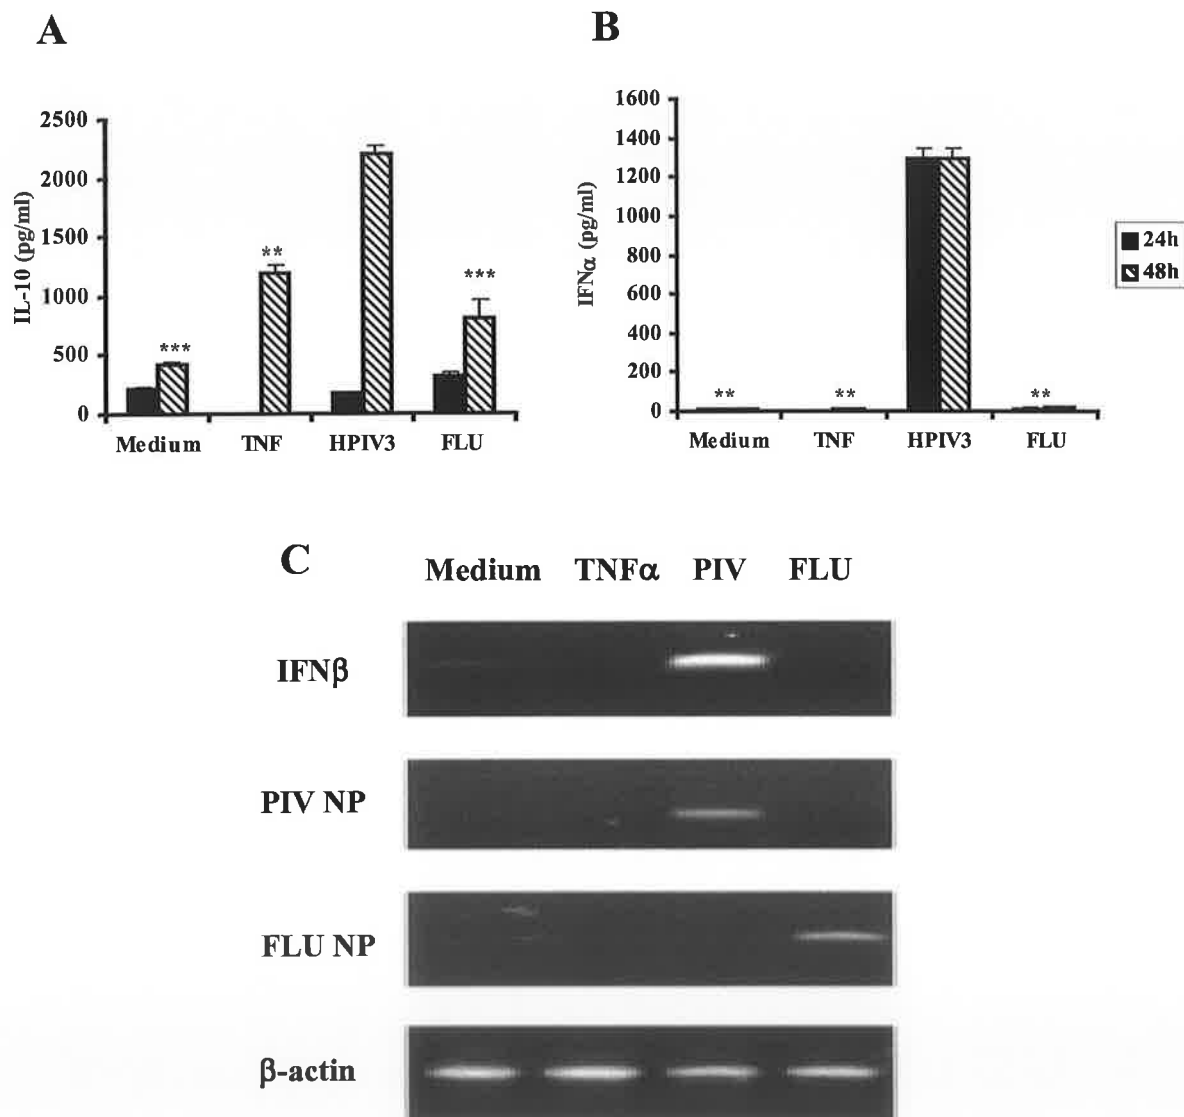 A
IL-10 (pg/ml)
2500
2000
1500
1000
500
0
***
**
***
Medium TNF HPIV3 FLU
B
IFNα (pg/ml)
1600
1400
1200
1000
800
600
400
200
0
** ** **
Medium TNF HPIV3 FLU
24h
48h
C
Medium TNFα PIV FLU
IFNβ
PIV NP
FLU NP
β-actin